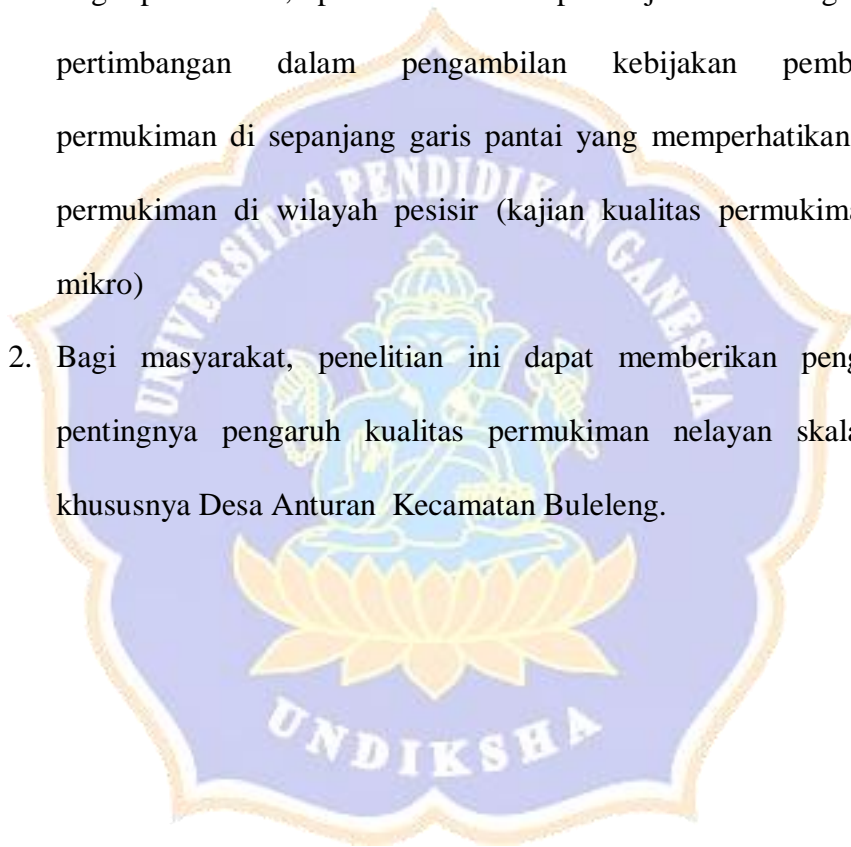 pertimbangan dalam pengambilan kebijakan
permukiman di sepanjang garis pantai yang memperhatikan
permukiman di wilayah pesisir (kajian kualitas
mikro)
2. Bagi masyarakat, penelitian ini dapat memberikan
pentingnya pengaruh kualitas permukiman nelayan
khususnya Desa Anturan Kecamatan Buleleng.
UNIVERSITAS PENDIDIKAN GANESHA
UNDIKSHA